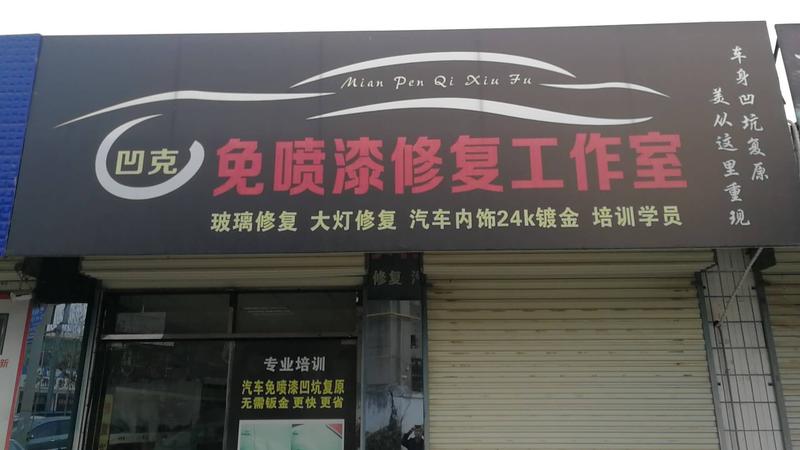 Mian Pen Qi Xiu Fu
凹克
免喷漆修复工作室
玻璃修复 大灯修复 汽车内饰24k镀金 培训学员
车身凹坑复原
美从这里重现
修复
专业培训
汽车免喷漆凹坑复原
无需钣金 更快 更省
新